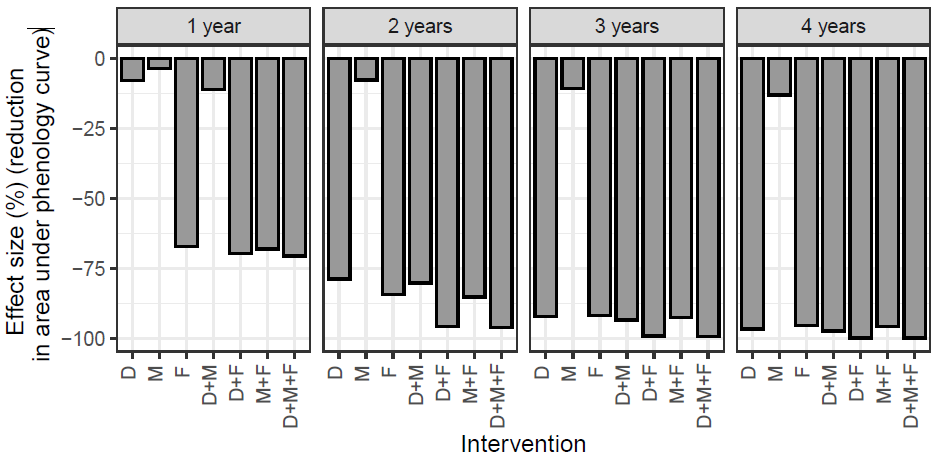 1 year
2 years
3 years
4 years
Effect size (%) (reduction
in area under phenology curve)
0
−25
−50
−75
−100
D
M
F
D+M
D+F
M+F
D+M+F
D
M
F
D+M
D+F
M+F
D+M+F
D
M
F
D+M
D+F
M+F
D+M+F
D
M
F
D+M
D+F
M+F
D+M+F
Intervention